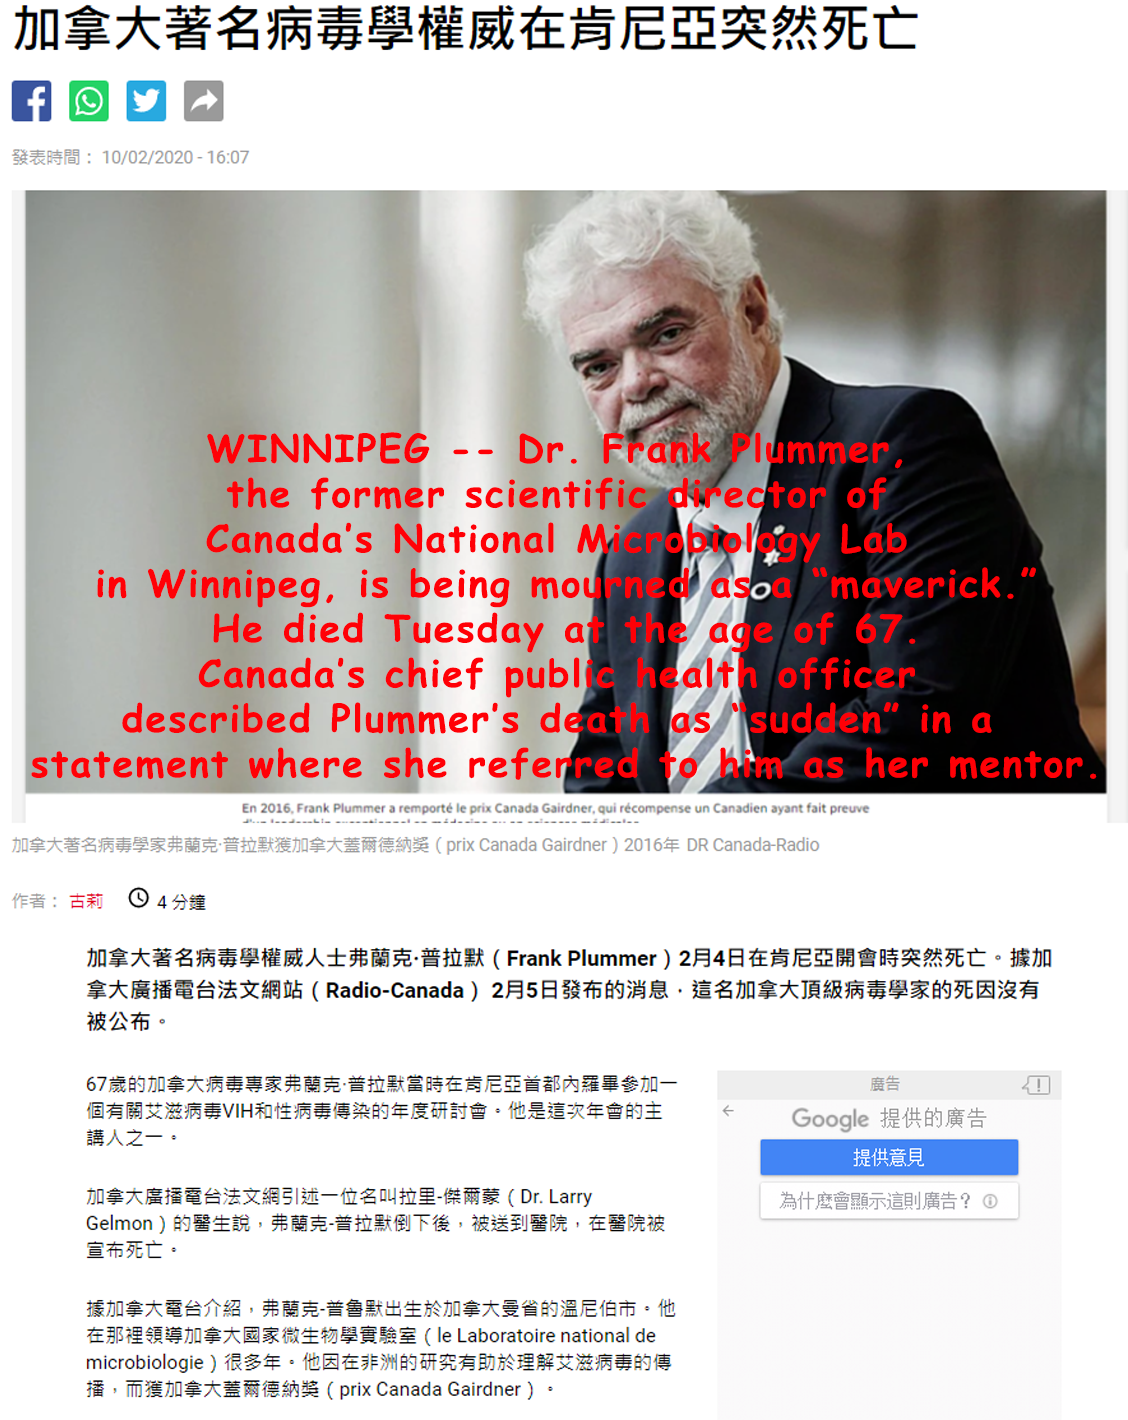 加拿大著名病毒學權威在肯尼亞突然死亡
發表時間： 10/02/2020 - 16:07
WINNIPEG -- Dr. Frank Plummer,
the former scientific director of
Canada's National Microbiology Lab
in Winnipeg, is being mourned as a “maverick.”
He died Tuesday at the age of 67.
Canada's chief public health officer
described Plummer's death as “sudden” in a
statement where she referred to him as her mentor.
En 2016, Frank Plummer a remporté le prix Canada Gairdner, qui récompense un Canadien ayant fait preuve
加拿大著名病毒學家弗蘭克·普拉默獲加拿大蓋爾德納獎（prix Canada Gairdner）2016年 DR Canada-Radio
作者： 古莉 4 分鐘
加拿大著名病毒學權威人士弗蘭克·普拉默（Frank Plummer）2月4日在肯尼亞開會時突然死亡。據加
拿大廣播電台法文網站（Radio-Canada） 2月5日發布的消息，這名加拿大頂級病毒學家的死因沒有
被公布。
67歲的加拿大病毒專家弗蘭克·普拉默當時在肯尼亞首都內羅畢參加一
個有關艾滋病毒VIH和性病毒傳染的年度研討會。他是這次年會的主
講人之一。
加拿大廣播電台法文網引述一位名叫拉里-傑爾蒙（Dr. Larry
Gelmon）的醫生說，弗蘭克-普拉默倒下後，被送到醫院，在醫院被
宣布死亡。
據加拿大電台介紹，弗蘭克-普魯默出生於加拿大曼省的溫尼伯市。他
在那裡領導加拿大國家微生物學實驗室（le Laboratoire national de
microbiologie）很多年。他因在非洲的研究有助於理解艾滋病毒的傳
播，而獲加拿大蓋爾德納獎（prix Canada Gairdner）。
廣告
Google 提供的廣告
提供意見
為什麼會顯示這則廣告？